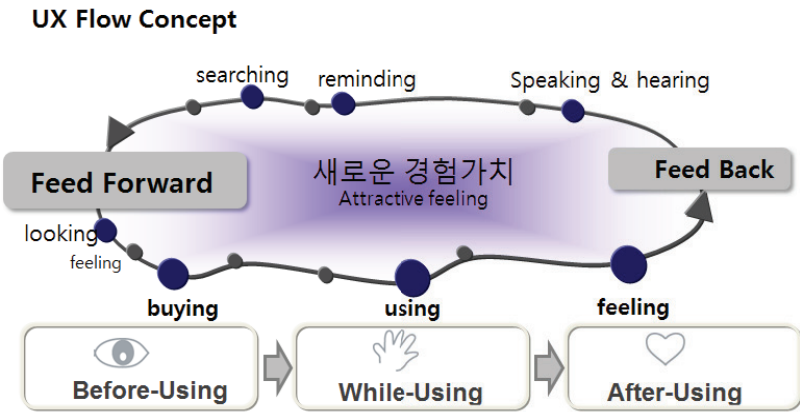 UX Flow Concept
searching
reminding
Speaking & hearing
Feed Forward
새로운 경험가치
Attractive feeling
Feed Back
looking
feeling
buying
using
feeling
Before-Using
While-Using
After-Using